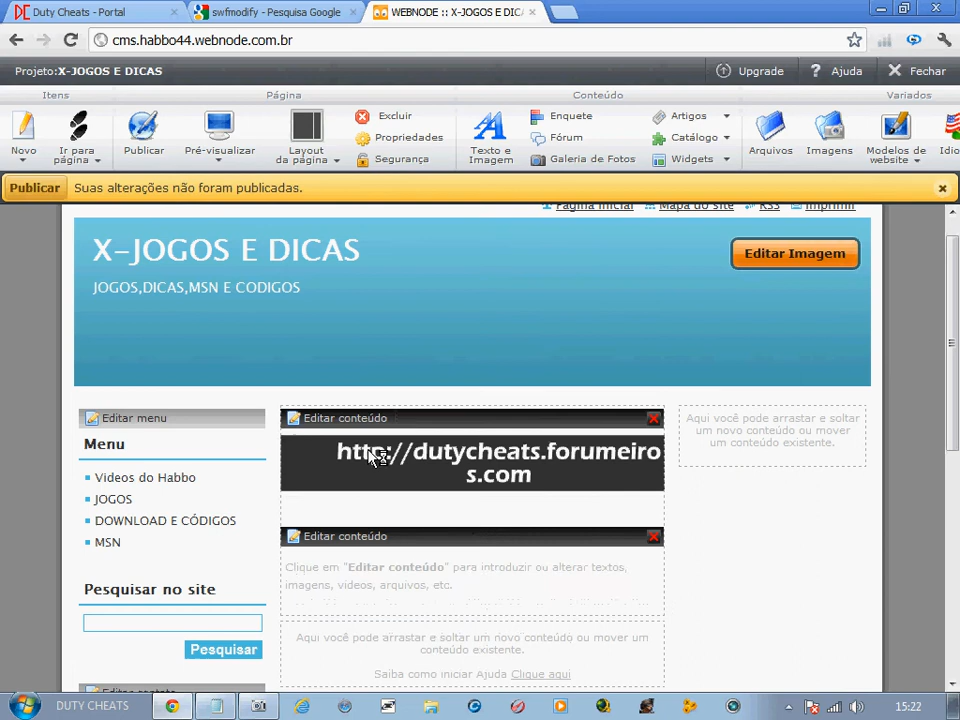 Duty Cheats - Portal
swfmodify - Pesquisa Google
WEBNODE :: X-JOGOS E DIC
cms.habbo44.webnode.com.br
Projeto:X-JOGOS E DICAS
Upgrade
Ajuda
Fechar
Itens
Página
Conteúdo
Variados
Novo
Ir para página
Publicar
Pré-visualizar
Layout da página
Excluir
Propriedades
Segurança
Texto e Imagem
Enquete
Fórum
Galeria de Fotos
Artigos
Catálogo
Widgets
Arquivos
Imagens
Modelos de website
Idio
Publicar
Suas alterações não foram publicadas.
Página inicial
Mapa do site
RSS
Imprimir
X-JOGOS E DICAS
Editar Imagem
JOGOS,DICAS,MSN E CODIGOS
Editar menu
Menu
Videos do Habbo
JOGOS
DOWNLOAD E CÓDIGOS
MSN
Pesquisar no site
Pesquisar
Editar conteúdo
http://dutycheats.forumeiro
s.com
Editar conteúdo
Clique em "Editar conteúdo" para introduzir ou alterar textos,
imagens, videos, arquivos, etc.
Aqui você pode arrastar e soltar um novo conteúdo ou mover um
conteúdo existente.
Saiba como iniciar Ajuda Clique aqui
Aqui você pode arrastar e soltar
um novo conteúdo ou mover
um conteúdo existente.
DUTY CHEATS
15:22